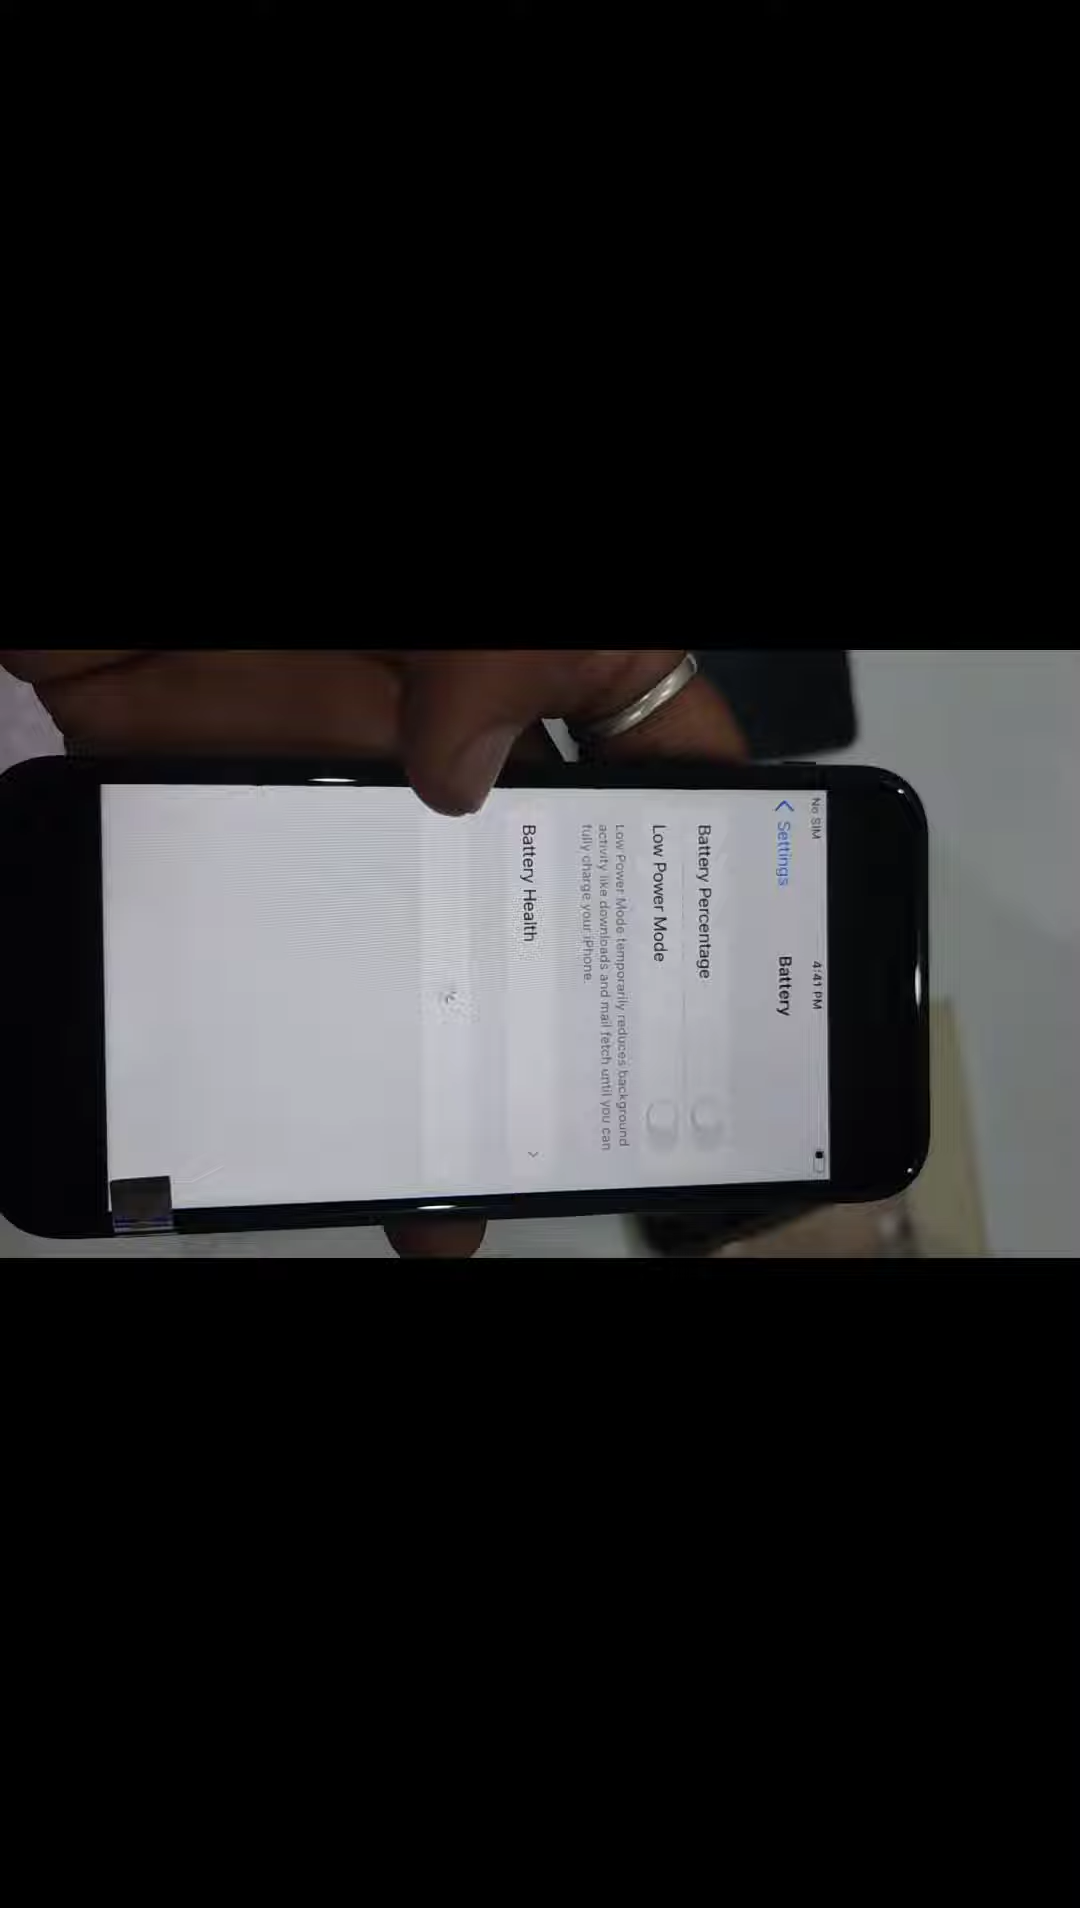 No SIM 4:41 PM
Settings Battery
Battery Percentage
Low Power Mode
Low Power Mode temporarily reduces background
activity like downloads and mail fetch until you can
fully charge your iPhone.
Battery Health